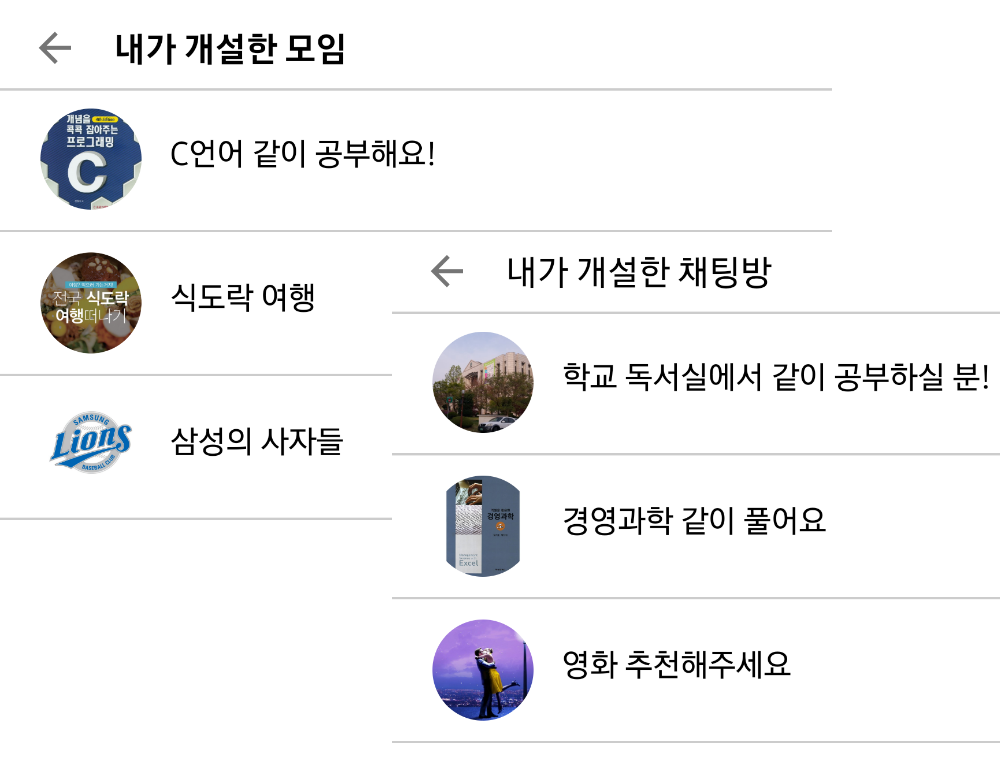 내가 개설한 모임
개념을
콕콕 잡아주는
프로그래밍
C
C언어 같이 공부해요!
전국 식도락
여행떠나기
식도락 여행
SAMSUNG
Lions
BASEBALL CLUB
삼성의 사자들
내가 개설한 채팅방
학교 독서실에서 같이 공부하실 분!
경영과학
Excel
경영과학 같이 풀어요
영화 추천해주세요